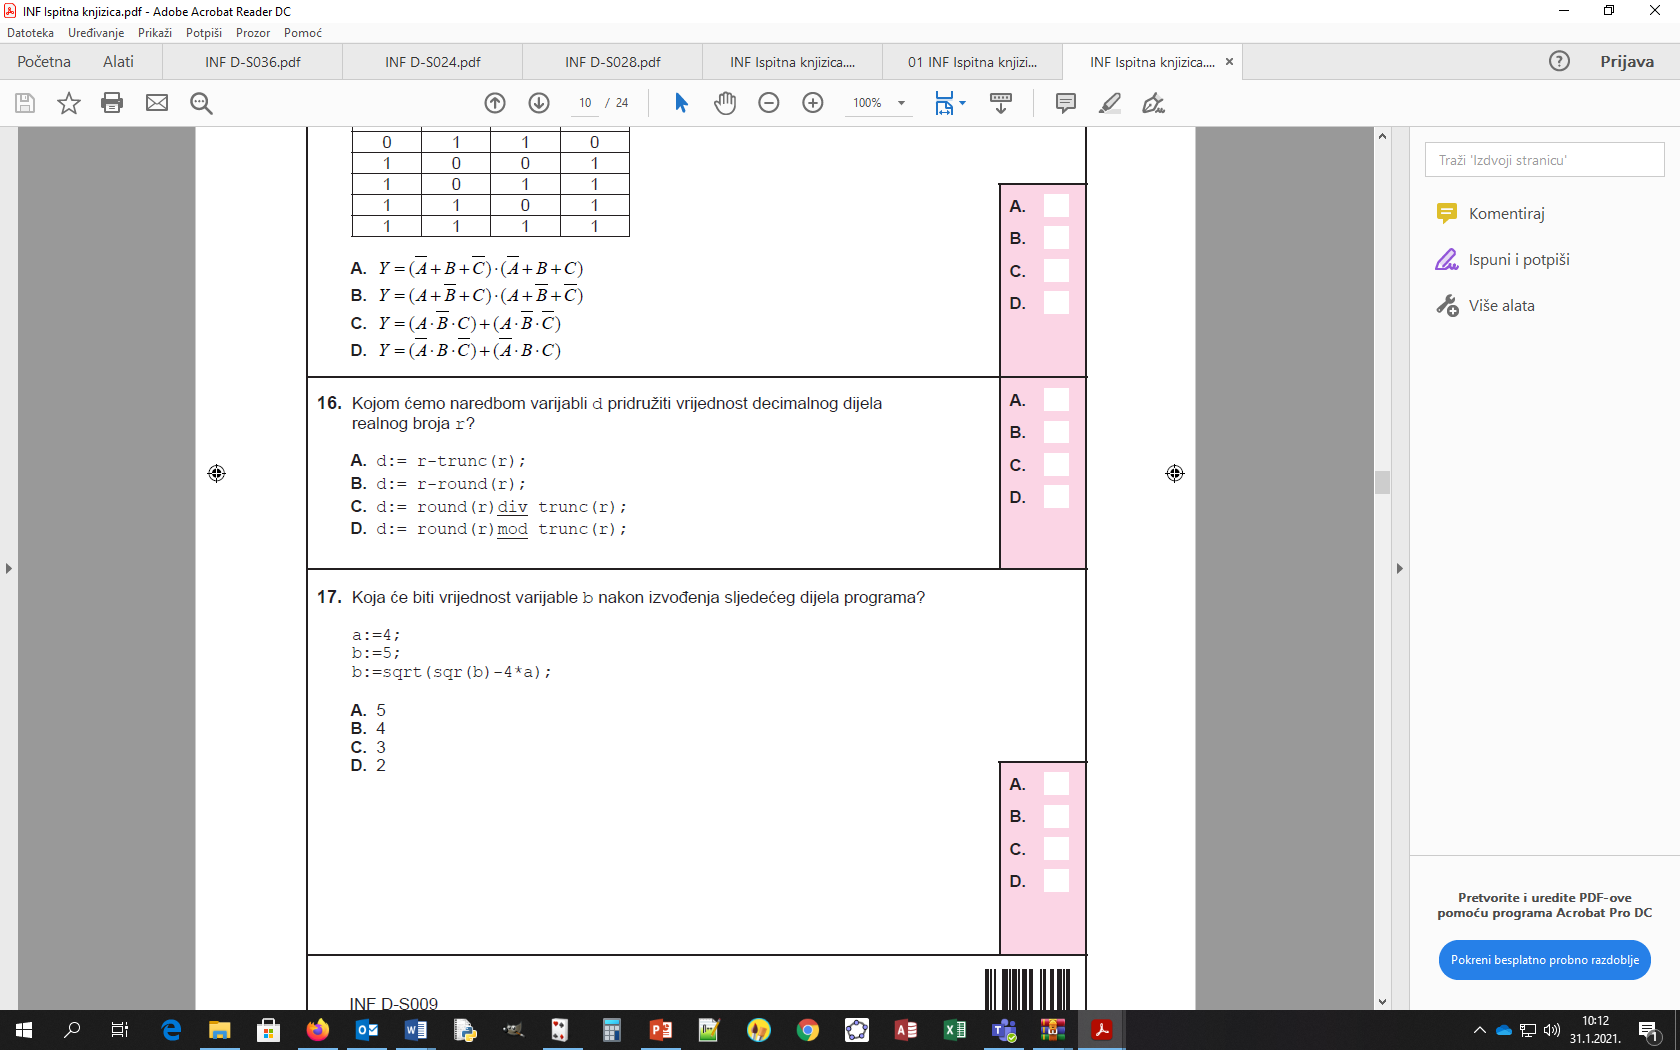 INF Ispitna knjizica.pdf - Adobe Acrobat Reader DC
Datoteka Uređivanje Prikaži Potpiši Prozor Pomoć
Početna Alati INF D-S036.pdf INF D-S024.pdf INF D-S028.pdf INF Ispitna knjizica.... 01 INF Ispitna knjizi... INF Ispitna knjizica.... × ? Prijava
10 / 24 100%
0 1 1 0
1 0 0 1
1 0 1 1
1 1 0 1
1 1 1 1
A. Y = (A̅ + B + C̅) · (A̅ + B + C)
B. Y = (A + B̅ + C) · (A + B̅ + C̅)
C. Y = (A · B̅ · C) + (A · B̅ · C̅)
D. Y = (A̅ · B · C̅) + (A̅ · B · C)
A.
B.
C.
D.
16. Kojom ćemo naredbom varijabli d pridružiti vrijednost decimalnog dijela
realnog broja r?
A. d:= r-trunc(r);
B. d:= r-round(r);
C. d:= round(r)div trunc(r);
D. d:= round(r)mod trunc(r);
A.
B.
C.
D.
17. Koja će biti vrijednost varijable b nakon izvođenja sljedećeg dijela programa?
a:=4;
b:=5;
b:=sqrt(sqr(b)-4*a);
A. 5
B. 4
C. 3
D. 2
A.
B.
C.
D.
INF D-S009
Traži 'Izdvoji stranicu'
Komentiraj
Ispuni i potpiši
Više alata
Pretvorite i uredite PDF-ove
pomoću programa Acrobat Pro DC
Pokreni besplatno probno razdoblje
10:12
31.1.2021.
1